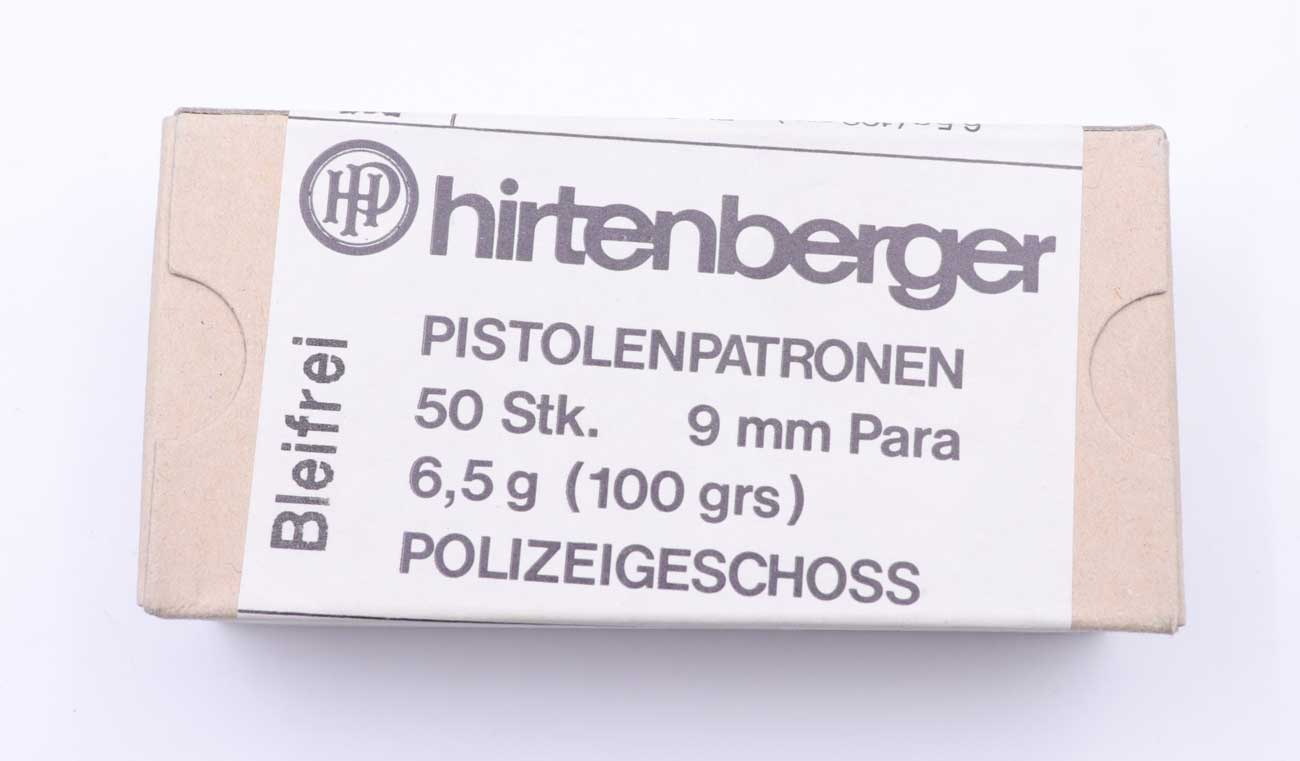 HP
hirtenberger
Bleifrei
PISTOLENPATRONEN
50 Stk. 9 mm Para
6,5 g (100 grs)
POLIZEIGESCHOSS